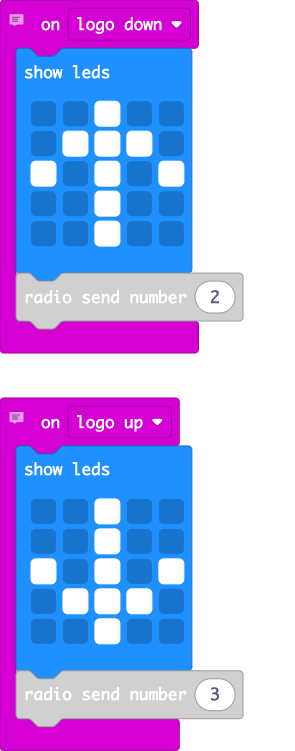 on logo down
show leds
radio send number 2
on logo up
show leds
radio send number 3